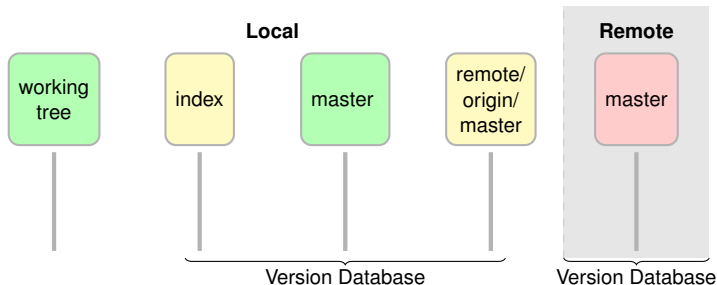 Local
Remote
working
tree
index
master
remote/
origin/
master
master
Version Database
Version Database